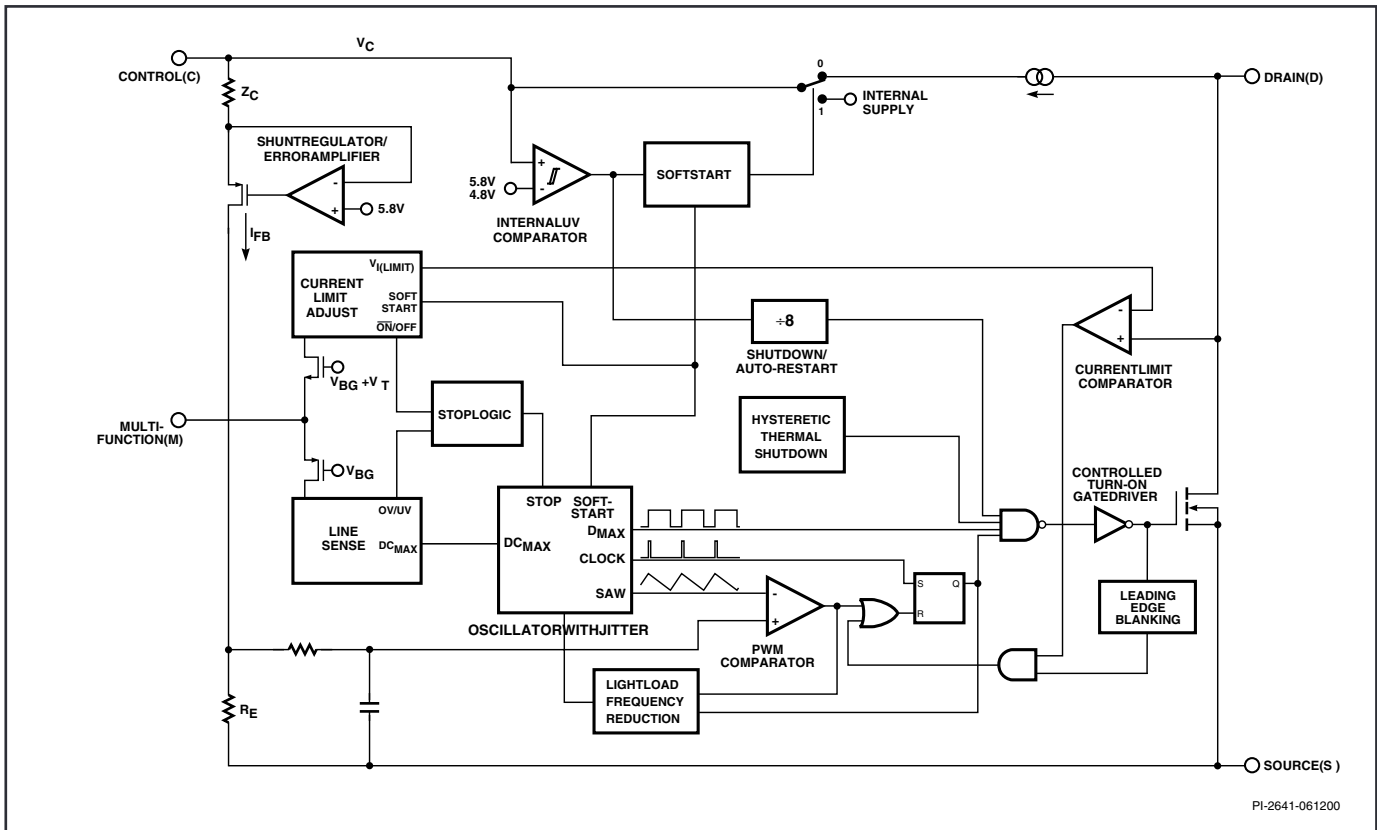 V_C
0
CONTROL(C)
DRAIN(D)
Z_C
INTERNAL
SUPPLY
1
SHUNTREGULATOR/
ERRORAMPLIFIER
-
+
5.8V
I_FB
+
-
5.8V
4.8V
INTERNALUV
COMPARATOR
SOFTSTART
CURRENT
LIMIT
ADJUST
V_I(LIMIT)
SOFT
START
ON/OFF
÷8
SHUTDOWN/
AUTO-RESTART
-
+
CURRENTLIMIT
COMPARATOR
V_BG +V_T
MULTI-
FUNCTION(M)
STOPLOGIC
HYSTERETIC
THERMAL
SHUTDOWN
V_BG
CONTROLLED
TURN-ON
GATEDRIVER
OV/UV
LINE
SENSE
DC_MAX
STOP
SOFT-
START
D_MAX
DC_MAX
CLOCK
SAW
OSCILLATORWITHJITTER
-
+
PWM
COMPARATOR
S
Q
R
LEADING
EDGE
BLANKING
LIGHTLOAD
FREQUENCY
REDUCTION
R_E
SOURCE(S )
PI-2641-061200